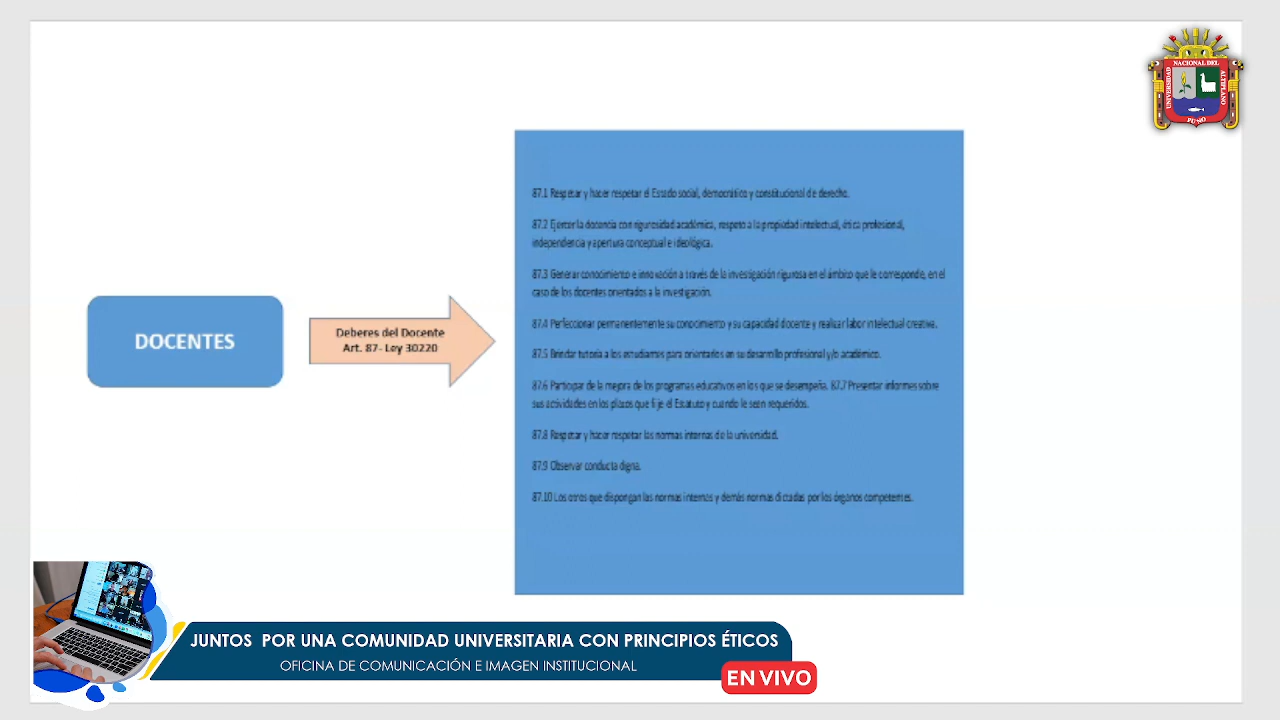 UNIVERSIDAD
NACIONAL DEL
ALTIPLANO
PUNO
87.1 Respetar y hacer respetar el Estado social, democrático y constitucional de derecho.
87.2 Ejercer la docencia con rigurosidad académica, respeto a la propiedad intelectual, ética profesional,
independencia y apertura conceptual e ideológica.
87.3 Generar conocimiento e innovación a través de la investigación rigurosa en el ámbito que le corresponde, en el
caso de los docentes orientados a la investigación.
87.4 Perfeccionar permanentemente su conocimiento y su capacidad docente y realizar labor intelectual creativa.
87.5 Brindar tutoría a los estudiantes para orientarlos en su desarrollo profesional y/o académico.
87.6 Participar de la mejora de los programas educativos en los que se desempeña. 87.7 Presentar informes sobre
sus actividades en los plazos que fije el Estatuto y cuando le sean requeridos.
87.8 Respetar y hacer respetar las normas internas de la universidad.
87.9 Observar conducta digna.
87.10 Los otros que dispongan las normas internas y demás normas dictadas por los órganos competentes.
DOCENTES
Deberes del Docente
Art. 87- Ley 30220
JUNTOS POR UNA COMUNIDAD UNIVERSITARIA CON PRINCIPIOS ÉTICOS
OFICINA DE COMUNICACIÓN E IMAGEN INSTITUCIONAL
EN VIVO